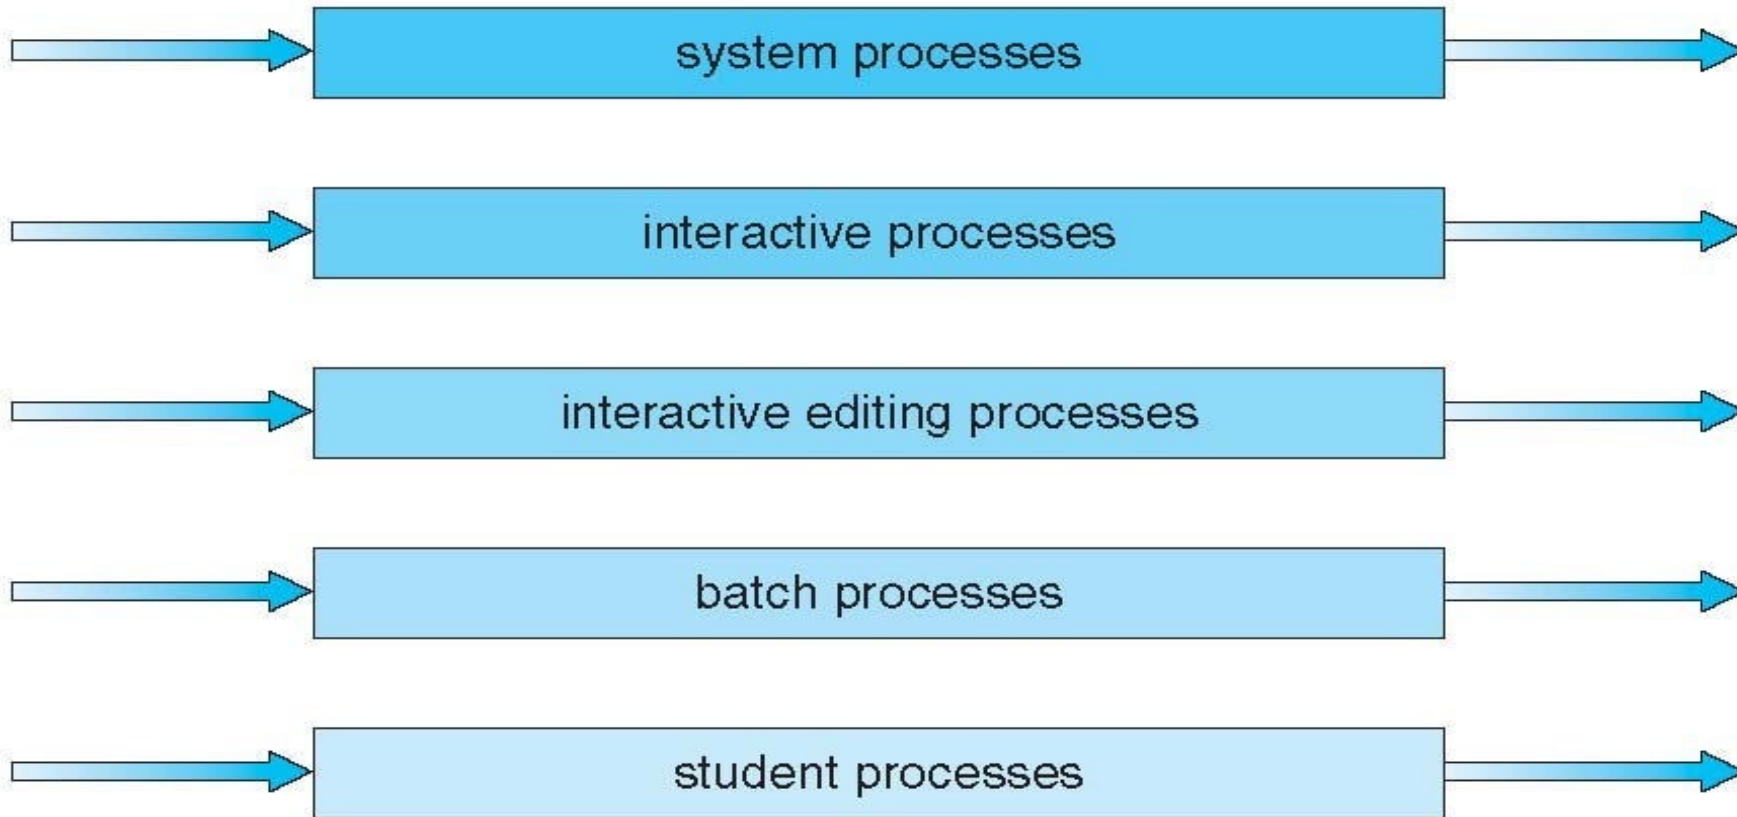 system processes
interactive processes
interactive editing processes
batch processes
student processes